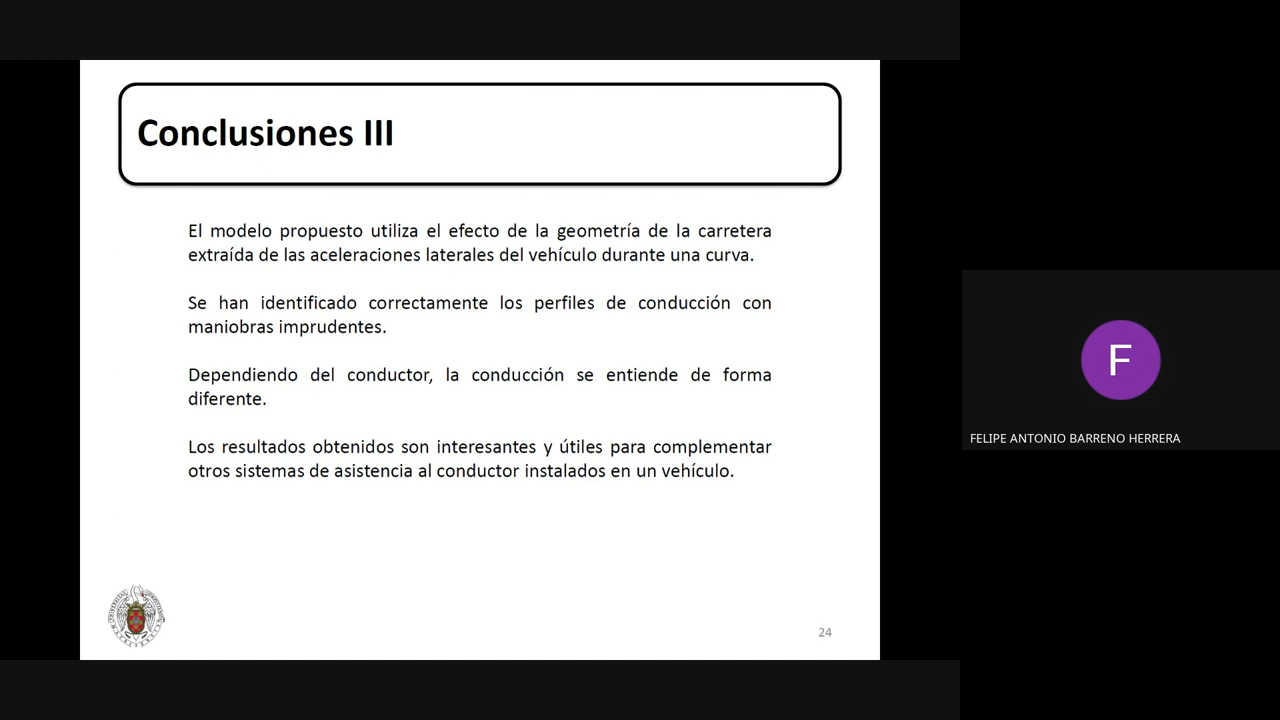 Conclusiones III
El modelo propuesto utiliza el efecto de la geometría de la carretera
extraída de las aceleraciones laterales del vehículo durante una curva.
Se han identificado correctamente los perfiles de conducción con
maniobras imprudentes.
Dependiendo del conductor, la conducción se entiende de forma
diferente.
Los resultados obtenidos son interesantes y útiles para complementar
otros sistemas de asistencia al conductor instalados en un vehículo.
24
F
FELIPE ANTONIO BARRENO HERRERA